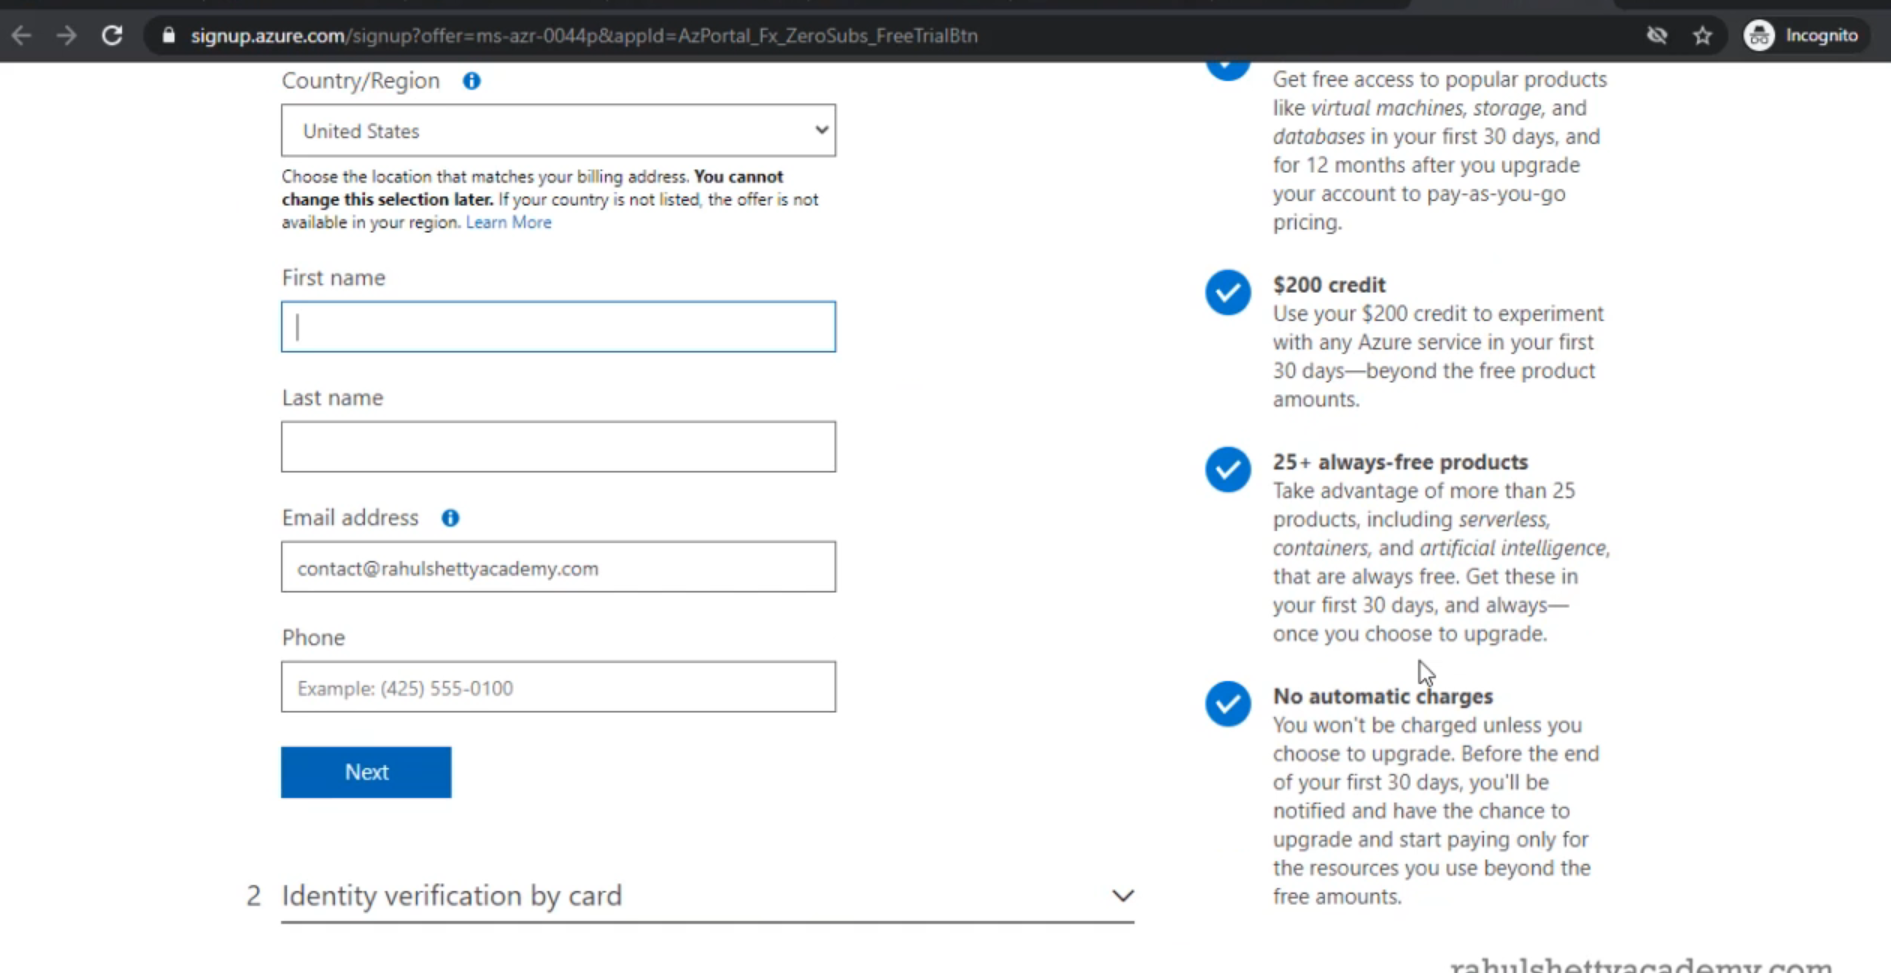 signup.azure.com/signup?offer=ms-azr-0044p&appId=AzPortal_Fx_ZeroSubs_FreeTrialBtn
Incognito
Country/Region
United States
Choose the location that matches your billing address. You cannot
change this selection later. If your country is not listed, the offer is not
available in your region. Learn More
First name
Last name
Email address
contact@rahulshettyacademy.com
Phone
Example: (425) 555-0100
Next
2 Identity verification by card
Get free access to popular products
like virtual machines, storage, and
databases in your first 30 days, and
for 12 months after you upgrade
your account to pay-as-you-go
pricing.
$200 credit
Use your $200 credit to experiment
with any Azure service in your first
30 days—beyond the free product
amounts.
25+ always-free products
Take advantage of more than 25
products, including serverless,
containers, and artificial intelligence,
that are always free. Get these in
your first 30 days, and always—
once you choose to upgrade.
No automatic charges
You won't be charged unless you
choose to upgrade. Before the end
of your first 30 days, you'll be
notified and have the chance to
upgrade and start paying only for
the resources you use beyond the
free amounts.
rahulshettyacademy.com